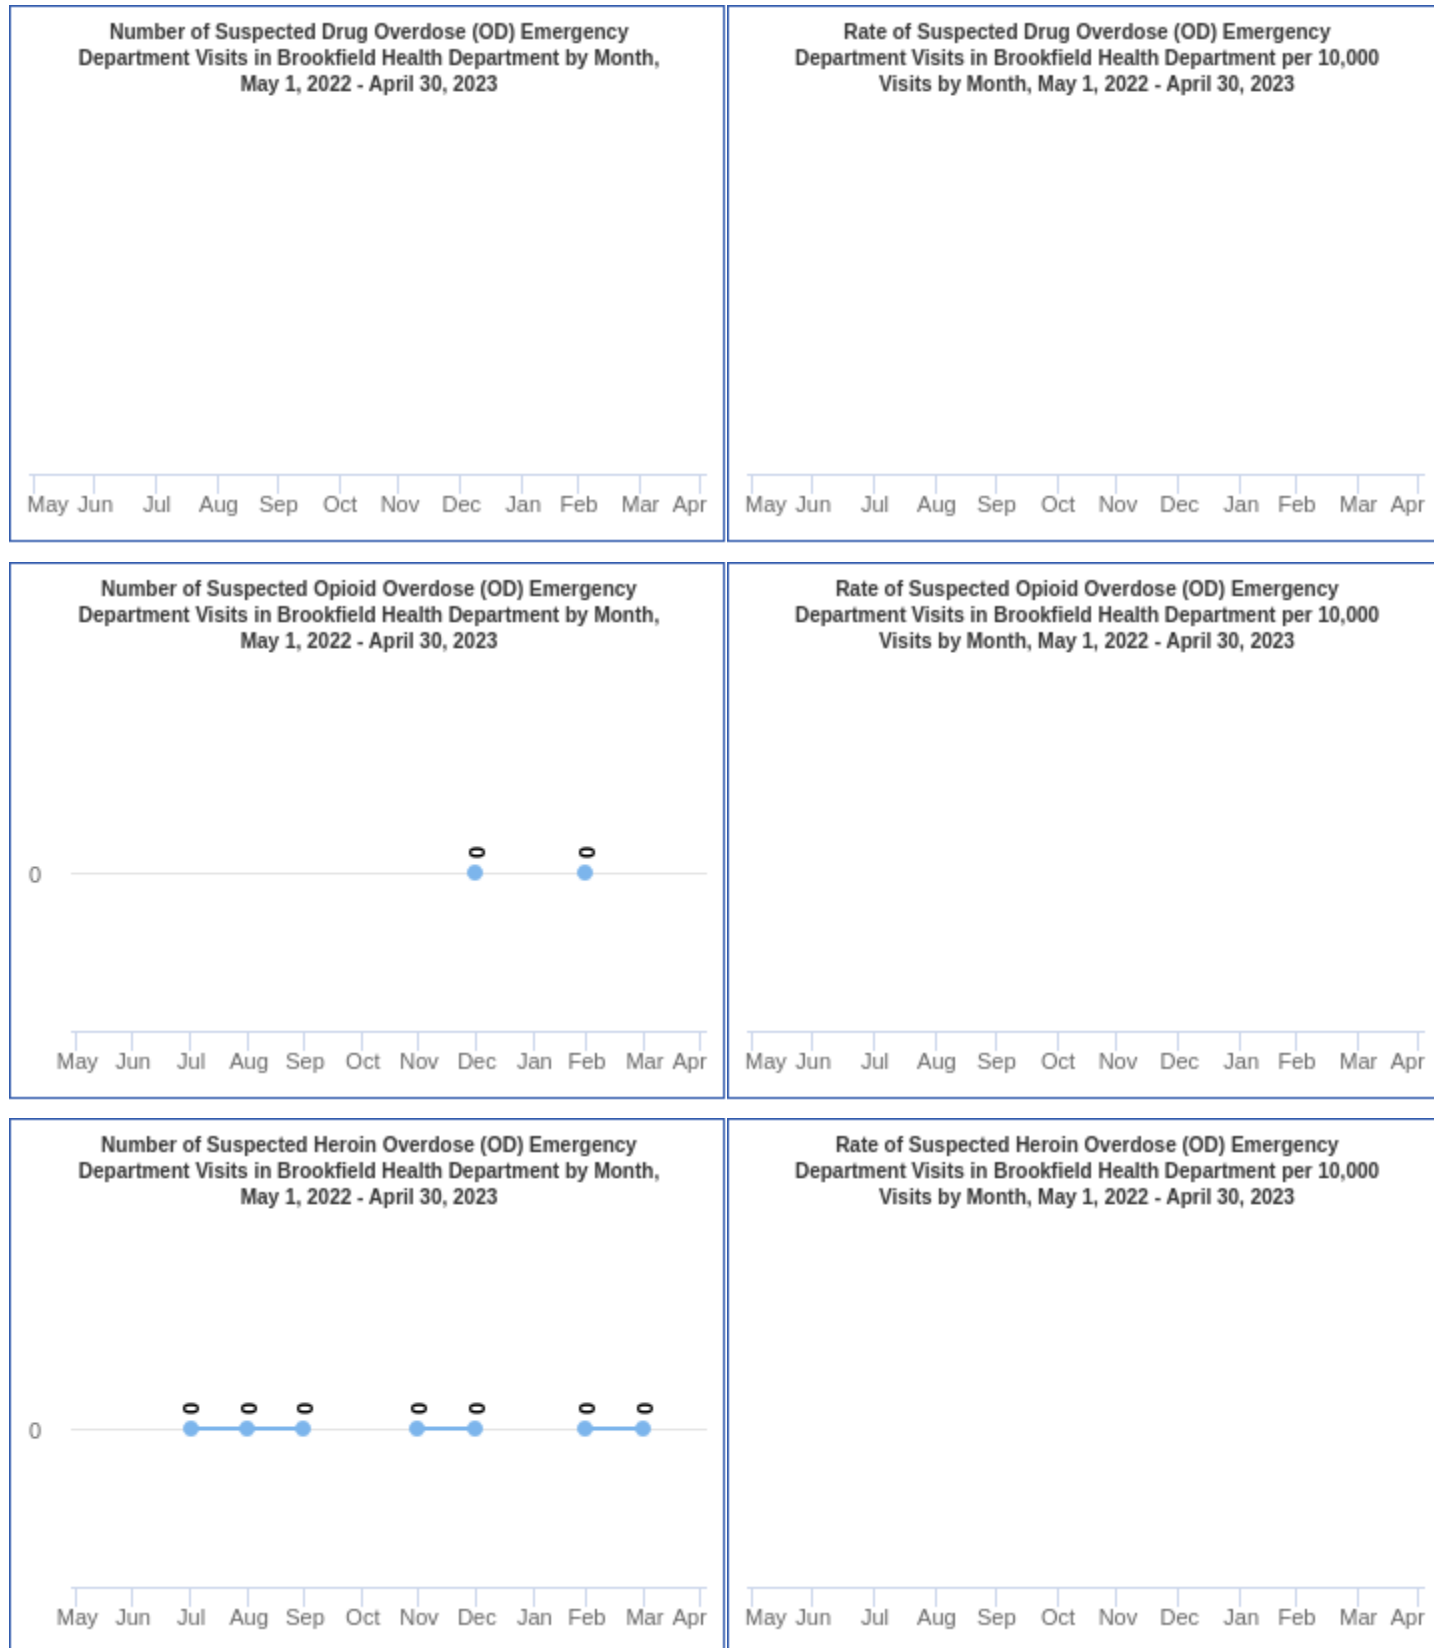 Number of Suspected Drug Overdose (OD) Emergency
Department Visits in Brookfield Health Department by Month,
May 1, 2022 - April 30, 2023
May Jun Jul Aug Sep Oct Nov Dec Jan Feb Mar Apr
Rate of Suspected Drug Overdose (OD) Emergency
Department Visits in Brookfield Health Department per 10,000
Visits by Month, May 1, 2022 - April 30, 2023
May Jun Jul Aug Sep Oct Nov Dec Jan Feb Mar Apr
Number of Suspected Opioid Overdose (OD) Emergency
Department Visits in Brookfield Health Department by Month,
May 1, 2022 - April 30, 2023
0 0
0
May Jun Jul Aug Sep Oct Nov Dec Jan Feb Mar Apr
Rate of Suspected Opioid Overdose (OD) Emergency
Department Visits in Brookfield Health Department per 10,000
Visits by Month, May 1, 2022 - April 30, 2023
May Jun Jul Aug Sep Oct Nov Dec Jan Feb Mar Apr
Number of Suspected Heroin Overdose (OD) Emergency
Department Visits in Brookfield Health Department by Month,
May 1, 2022 - April 30, 2023
0 0 0 0 0 0 0
0
May Jun Jul Aug Sep Oct Nov Dec Jan Feb Mar Apr
Rate of Suspected Heroin Overdose (OD) Emergency
Department Visits in Brookfield Health Department per 10,000
Visits by Month, May 1, 2022 - April 30, 2023
May Jun Jul Aug Sep Oct Nov Dec Jan Feb Mar Apr